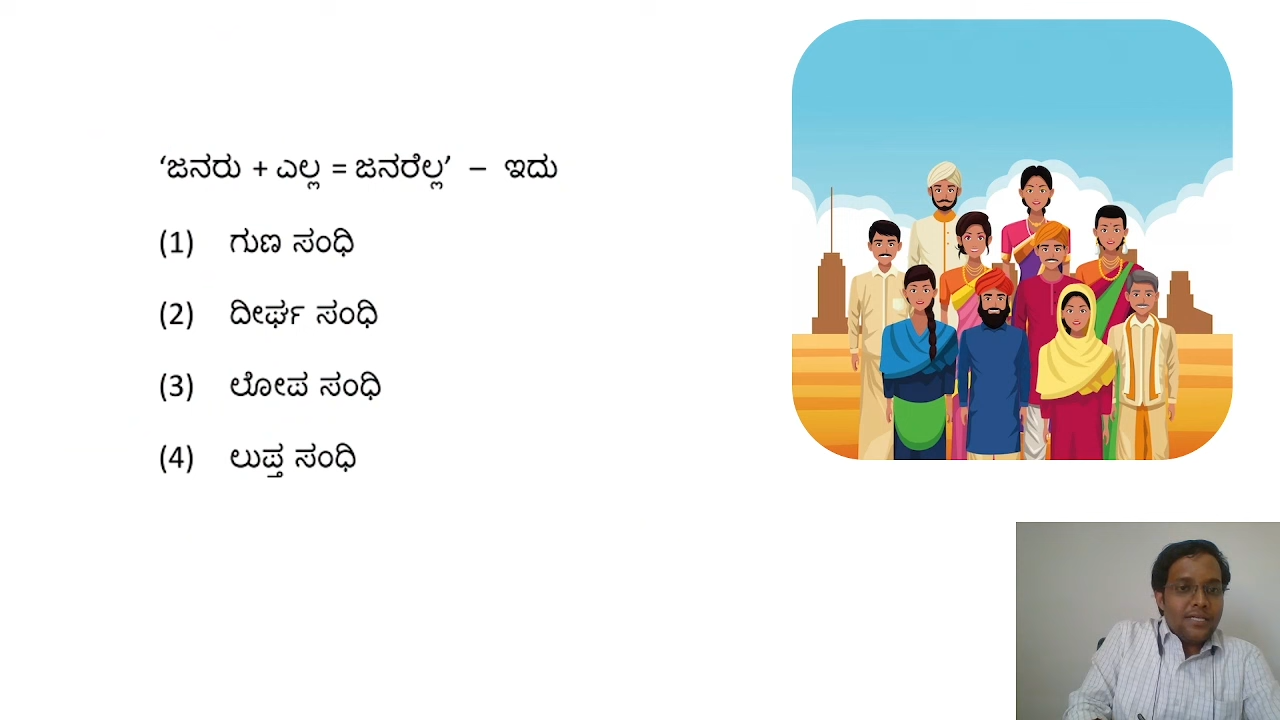 ‘ಜನರು + ಎಲ್ಲ = ಜನರೆಲ್ಲ’ – ಇದು
(1) ಗುಣ ಸಂಧಿ
(2) ದೀರ್ಘ ಸಂಧಿ
(3) ಲೋಪ ಸಂಧಿ
(4) ಲುಪ್ತ ಸಂಧಿ